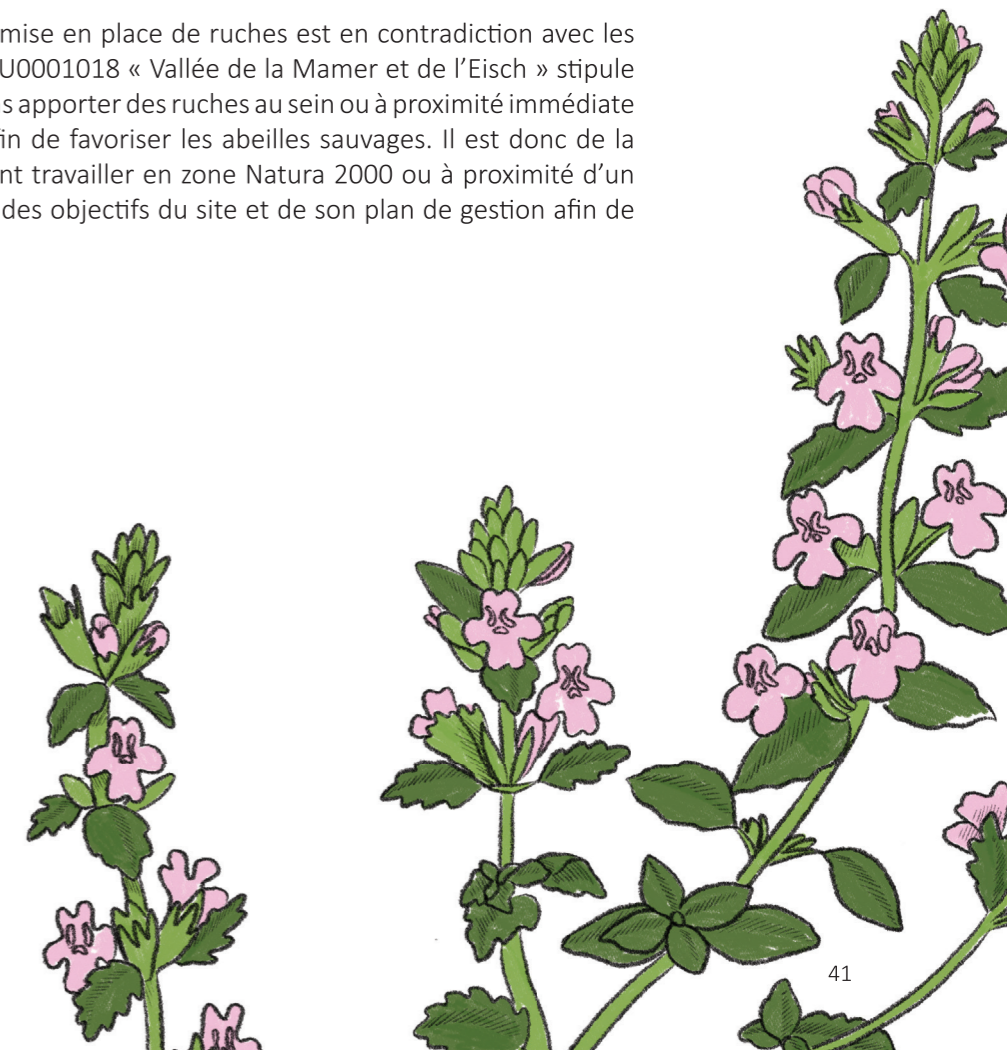 mise en place de ruches est en contradiction avec les
U0001018 « Vallée de la Mamer et de l’Eisch » stipule
apporter des ruches au sein ou à proximité immédiate
de favoriser les abeilles sauvages. Il est donc de la
travailler en zone Natura 2000 ou à proximité d’un
des objectifs du site et de son plan de gestion afin de
41